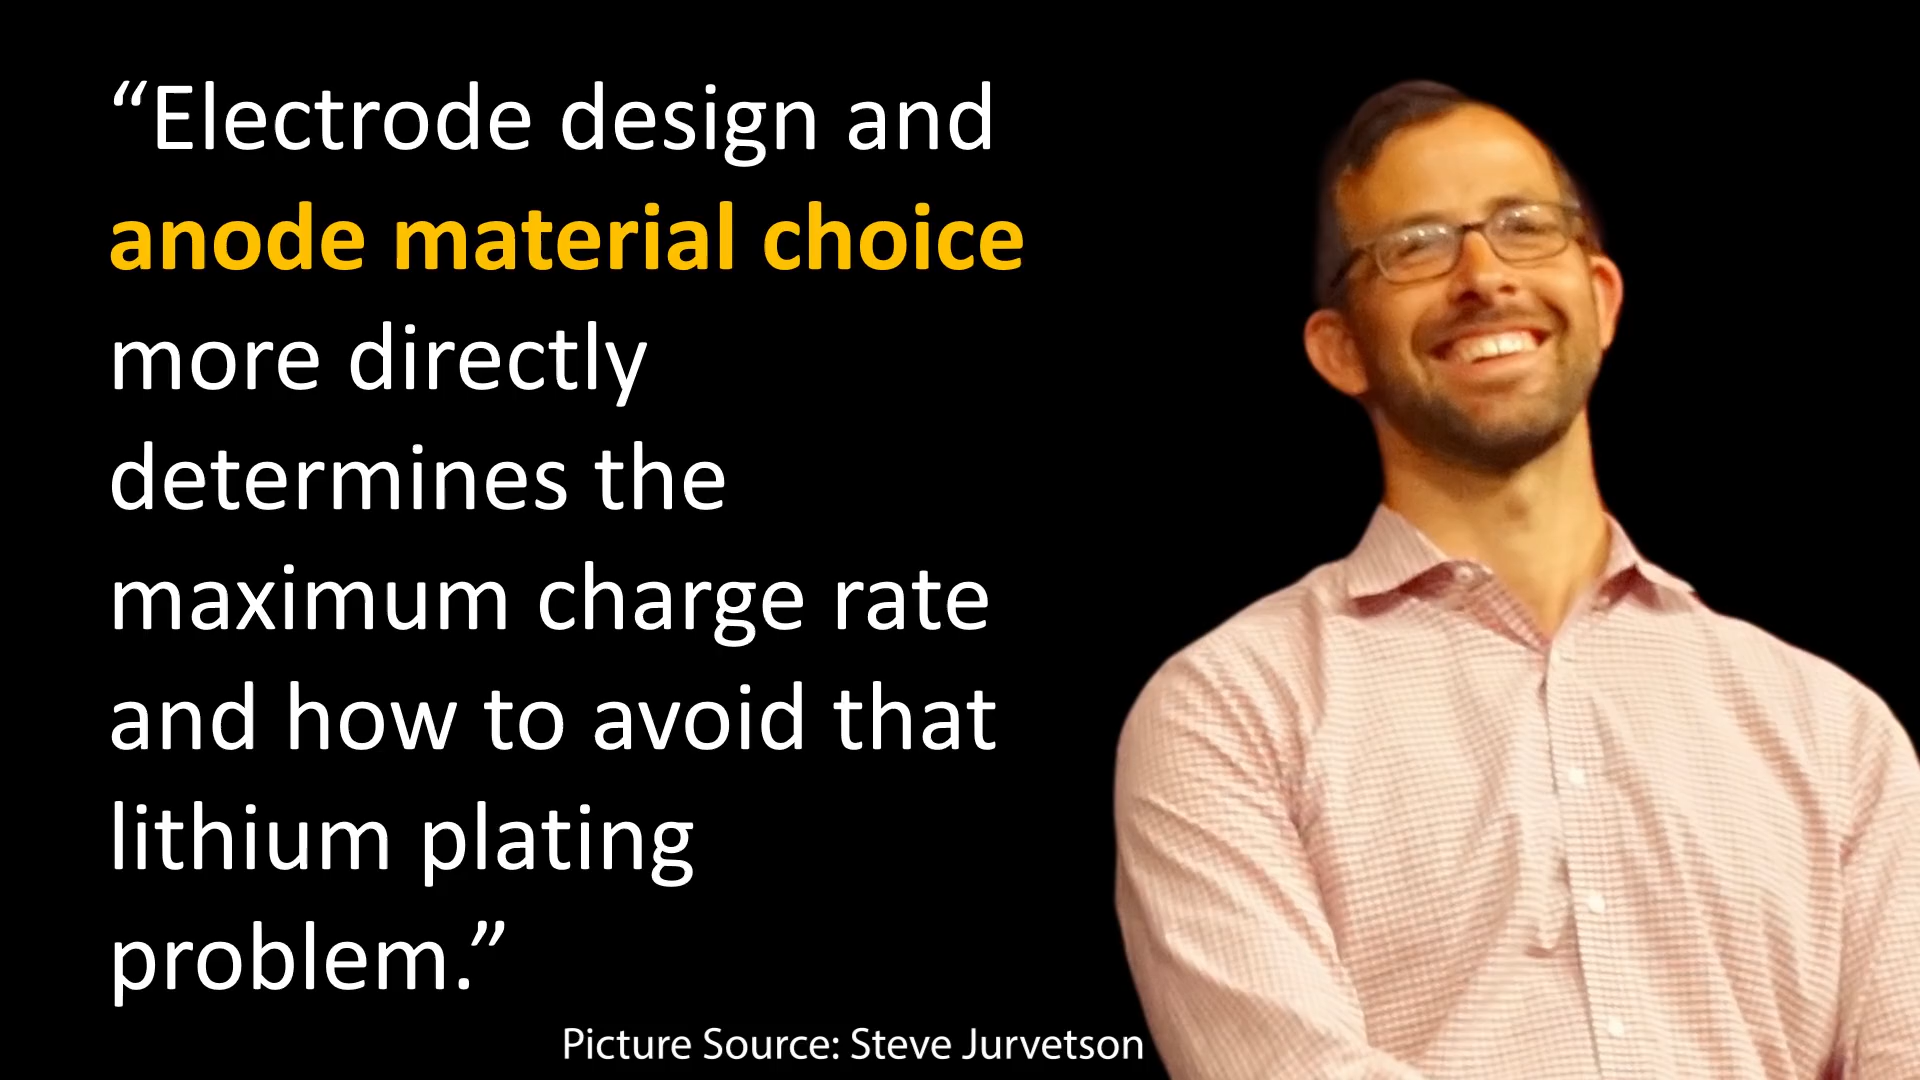 “Electrode design and
anode material choice
more directly
determines the
maximum charge rate
and how to avoid that
lithium plating
problem.”
Picture Source: Steve Jurvetson